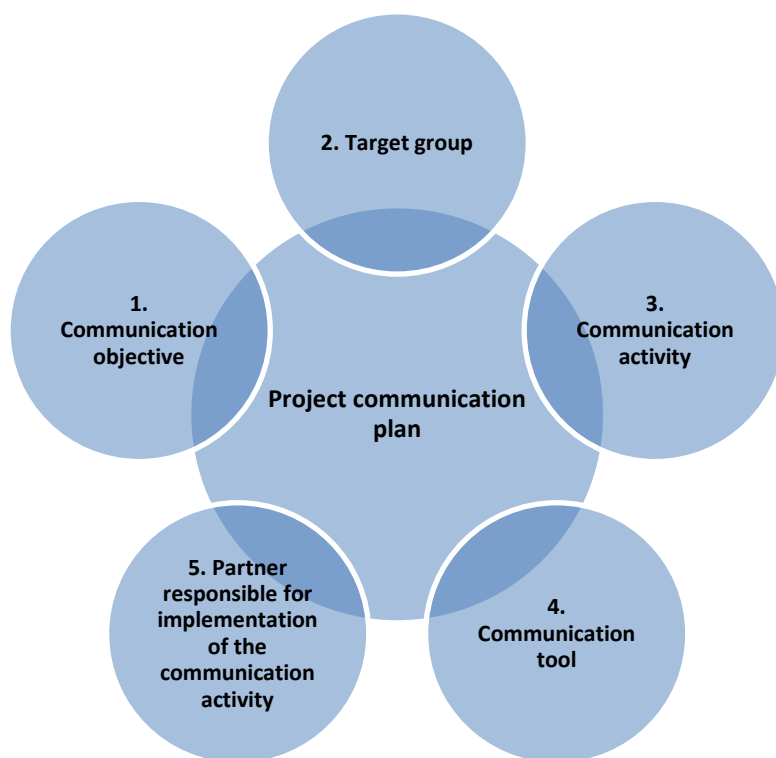 2. Target group
1.
Communication
objective
3.
Communication
activity
Project communication
plan
5. Partner
responsible for
implementation
of the
communication
activity
4.
Communication
tool